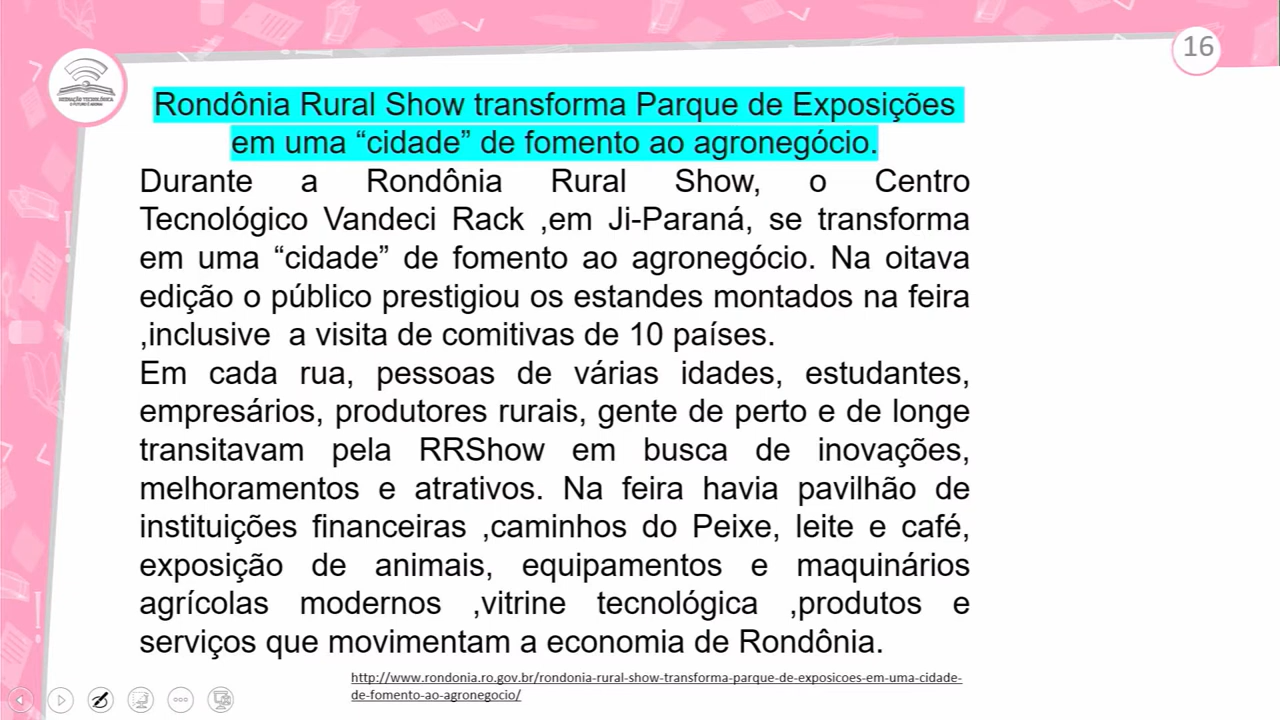 16
MEDIAÇÃO TECNOLÓGICA
O FUTURO É AGORA
Rondônia Rural Show transforma Parque de Exposições
em uma “cidade” de fomento ao agronegócio.
Durante a Rondônia Rural Show, o Centro
Tecnológico Vandeci Rack ,em Ji-Paraná, se transforma
em uma “cidade” de fomento ao agronegócio. Na oitava
edição o público prestigiou os estandes montados na feira
,inclusive a visita de comitivas de 10 países.
Em cada rua, pessoas de várias idades, estudantes,
empresários, produtores rurais, gente de perto e de longe
transitavam pela RRShow em busca de inovações,
melhoramentos e atrativos. Na feira havia pavilhão de
instituições financeiras ,caminhos do Peixe, leite e café,
exposição de animais, equipamentos e maquinários
agrícolas modernos ,vitrine tecnológica ,produtos e
serviços que movimentam a economia de Rondônia.
http://www.rondonia.ro.gov.br/rondonia-rural-show-transforma-parque-de-exposicoes-em-uma-cidade-
de-fomento-ao-agronegocio/